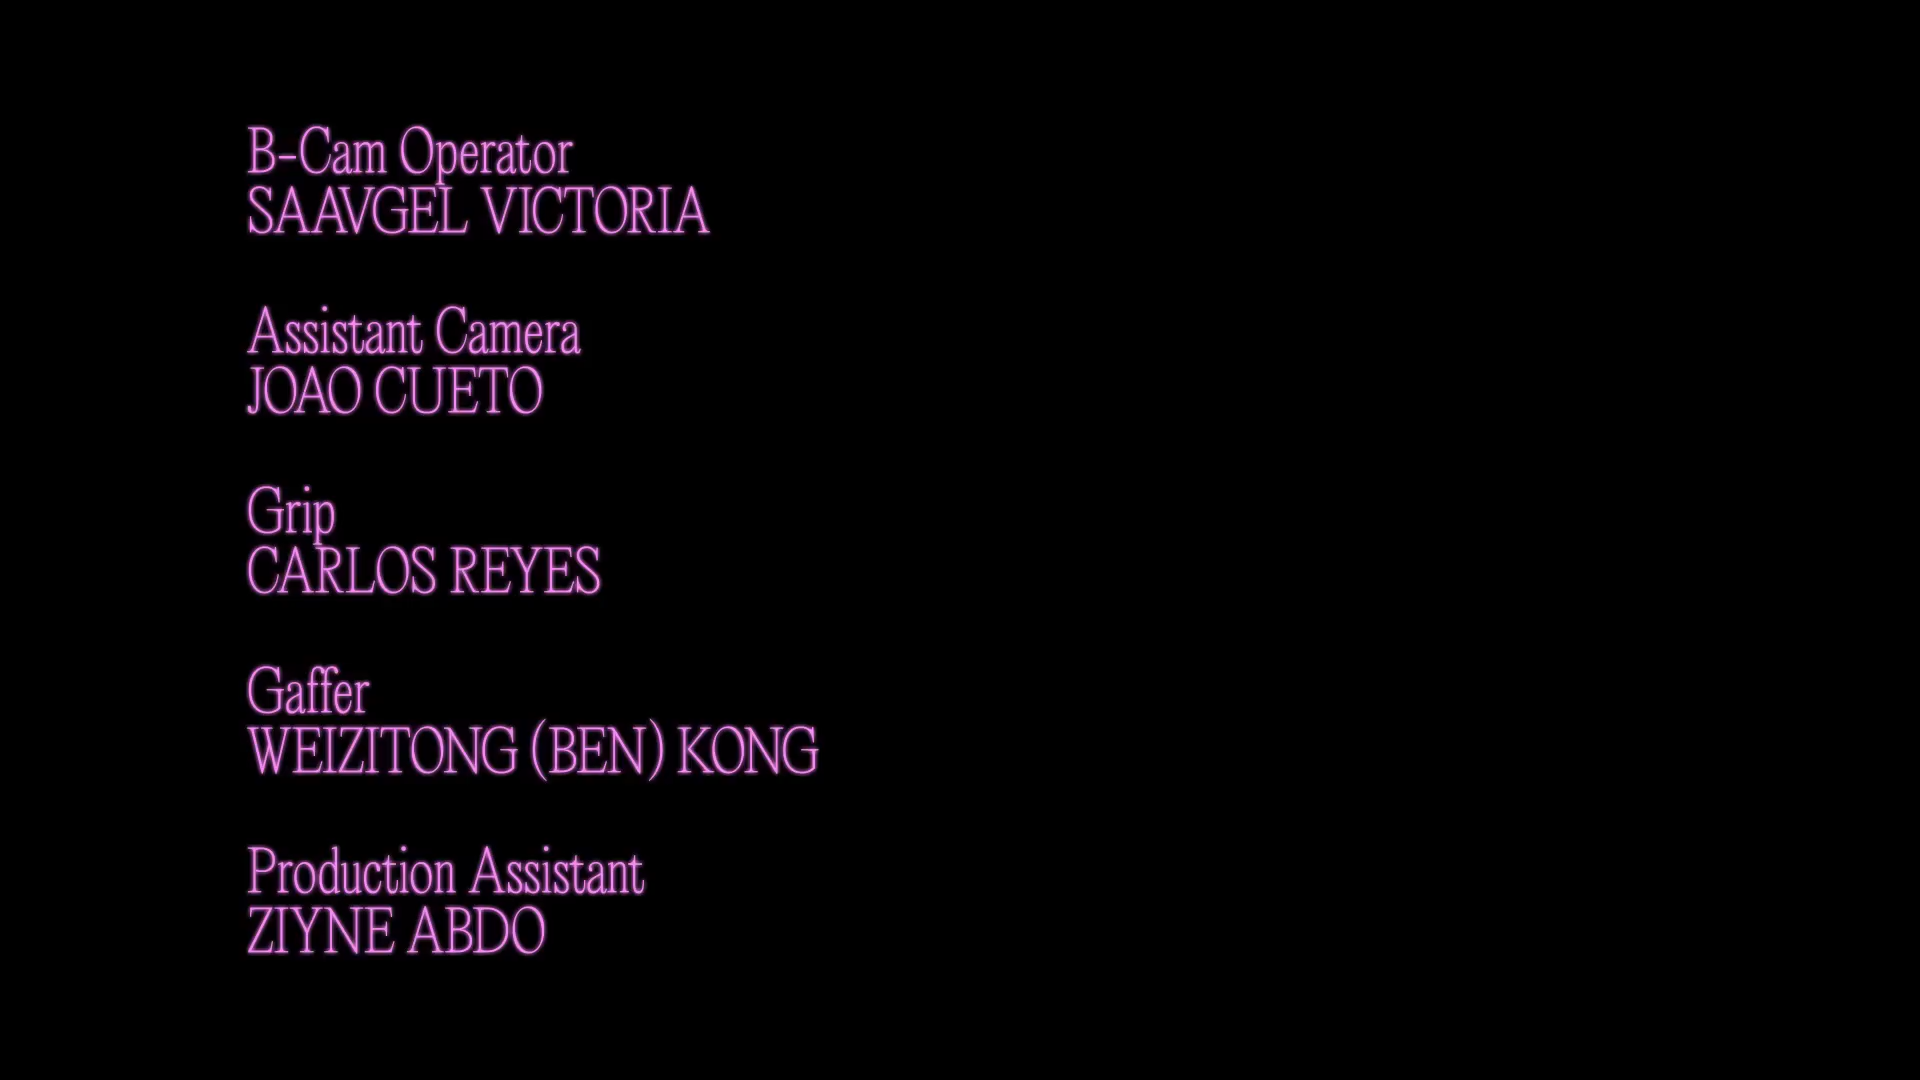 B-Cam Operator
SAAVGEL VICTORIA
Assistant Camera
JOAO CUETO
Grip
CARLOS REYES
Gaffer
WEIZITONG (BEN) KONG
Production Assistant
ZIYNE ABDO